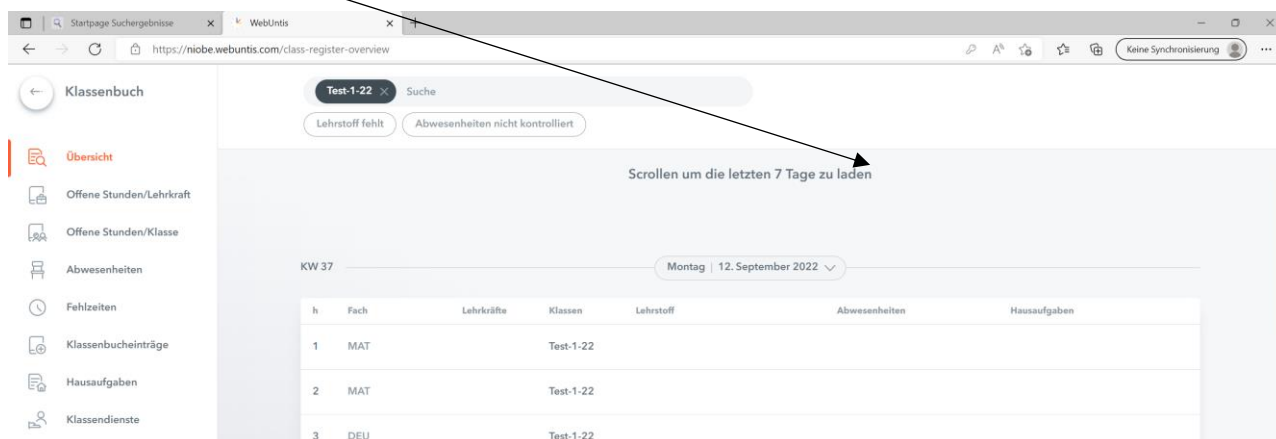 Startpage Suchergebnisse
WebUntis
https://niobe.webuntis.com/class-register-overview
Keine Synchronisierung
Klassenbuch
Test-1-22
Suche
Lehrstoff fehlt
Abwesenheiten nicht kontrolliert
Übersicht
Offene Stunden/Lehrkraft
Offene Stunden/Klasse
Abwesenheiten
Fehlzeiten
Klassenbucheinträge
Hausaufgaben
Klassendienste
Scrollen um die letzten 7 Tage zu laden
KW 37
Montag | 12. September 2022
h Fach Lehrkräfte Klassen Lehrstoff Abwesenheiten Hausaufgaben
1 MAT Test-1-22
2 MAT Test-1-22
3 DEU Test-1-22